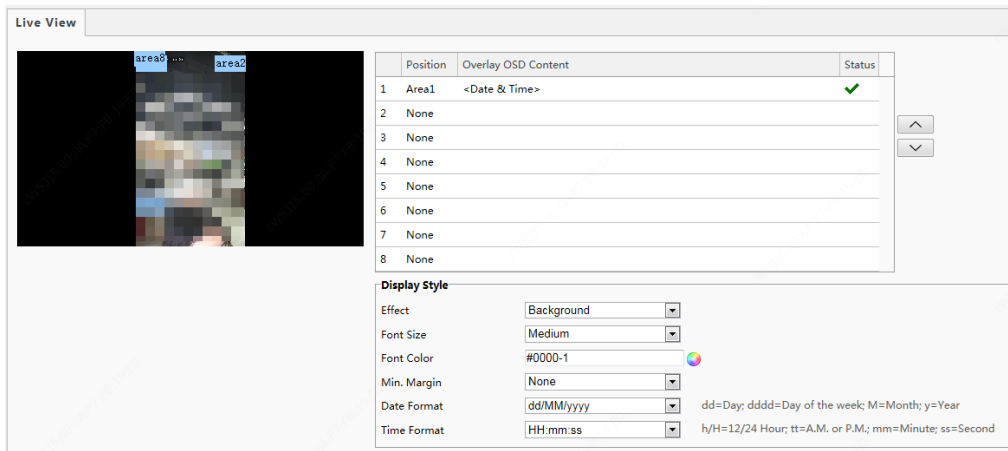 Live View
area8
area2
Position Overlay OSD Content Status
1 Area1 <Date & Time>
2 None
3 None
4 None
5 None
6 None
7 None
8 None
Display Style
Effect Background
Font Size Medium
Font Color #0000-1
Min. Margin None
Date Format dd/MM/yyyy dd=Day; dddd=Day of the week; M=Month; y=Year
Time Format HH:mm:ss h/H=12/24 Hour; tt=A.M. or P.M.; mm=Minute; ss=Second